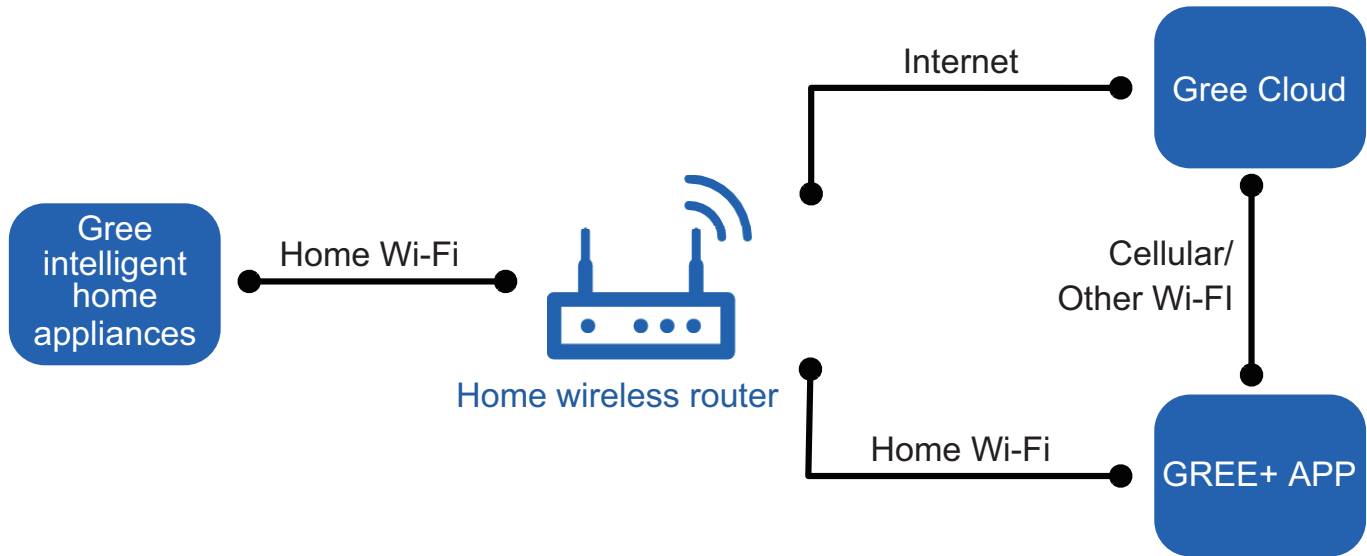 Internet
Gree Cloud
Gree
intelligent
home
appliances
Home Wi-Fi
Cellular/
Other Wi-FI
Home wireless router
Home Wi-Fi
GREE+ APP